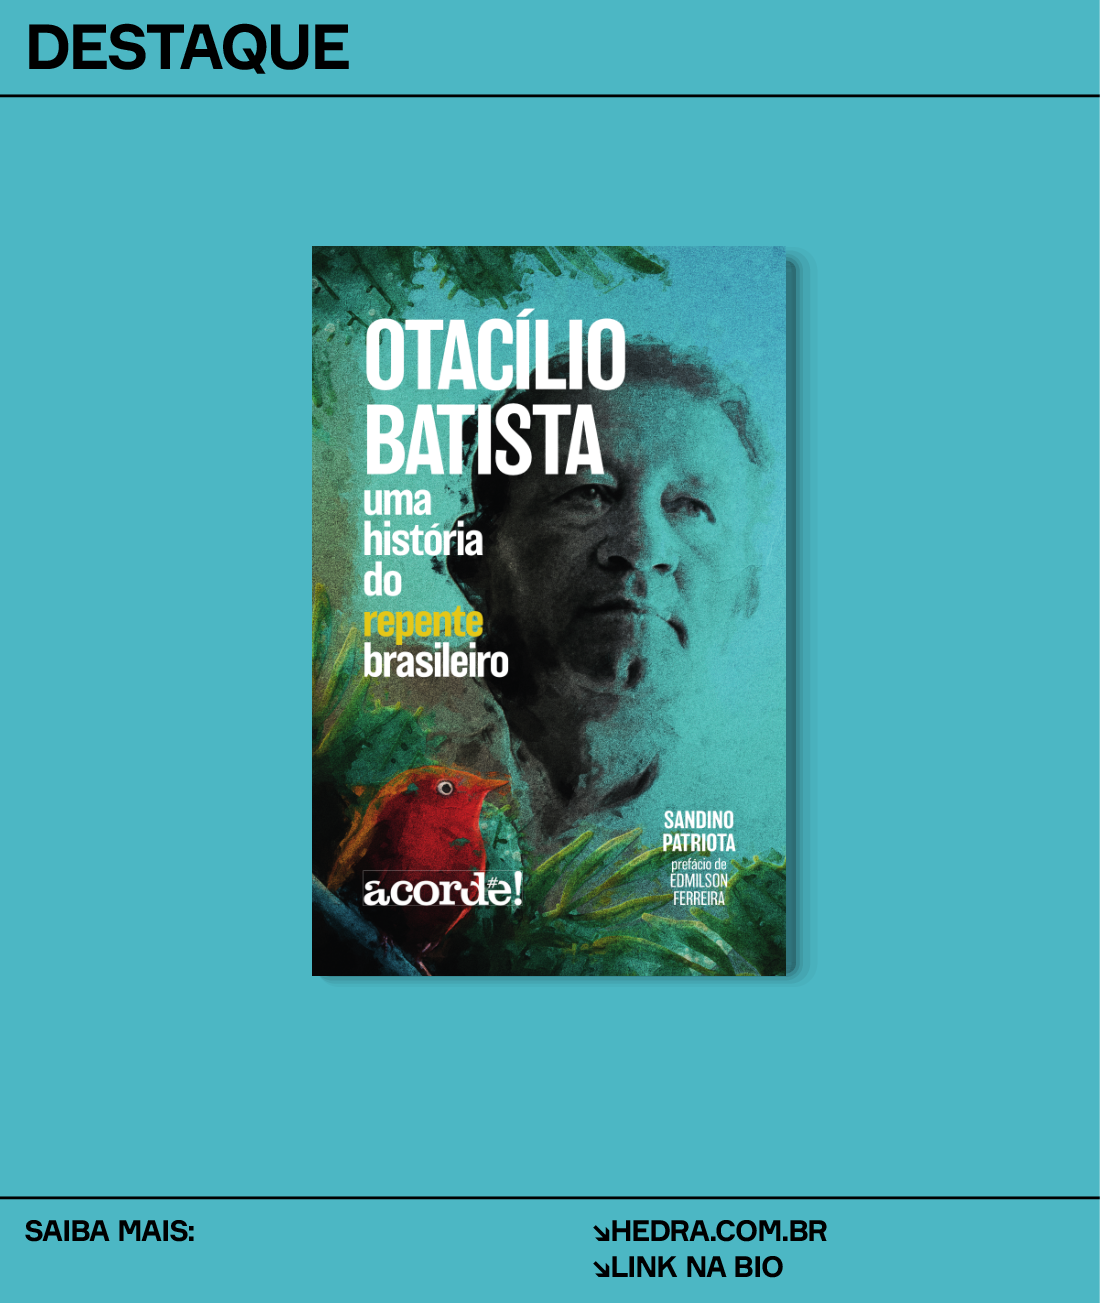 DESTAQUE
OTACÍLIO
BATISTA
uma
história
do
repente
brasileiro
SANDINO
PATRIOTA
prefácio de
EDMILSON
FERREIRA
acorde#!
SAIBA MAIS:
↘HEDRA.COM.BR
↘LINK NA BIO